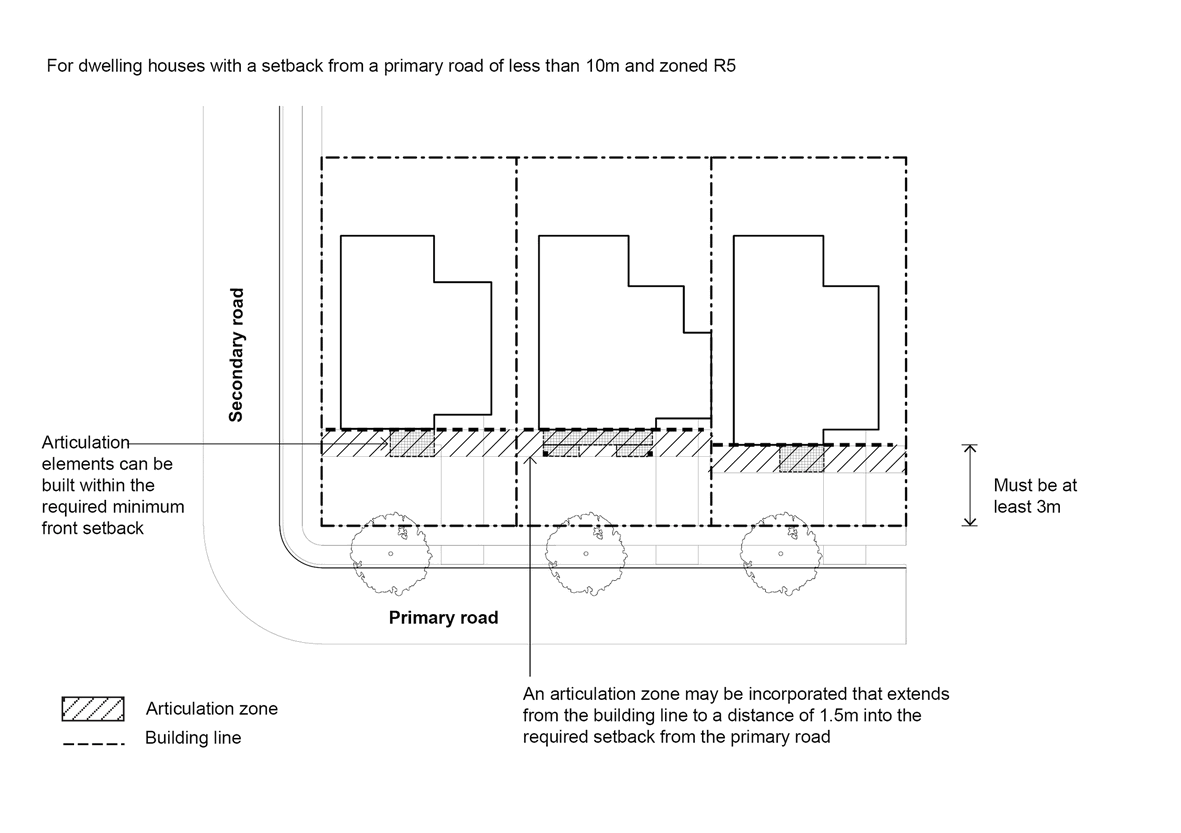 For dwelling houses with a setback from a primary road of less than 10m and zoned R5
Secondary road
Articulation
elements can be
built within the
required minimum
front setback
Must be at
least 3m
Primary road
An articulation zone may be incorporated that extends
from the building line to a distance of 1.5m into the
required setback from the primary road
Articulation zone
Building line